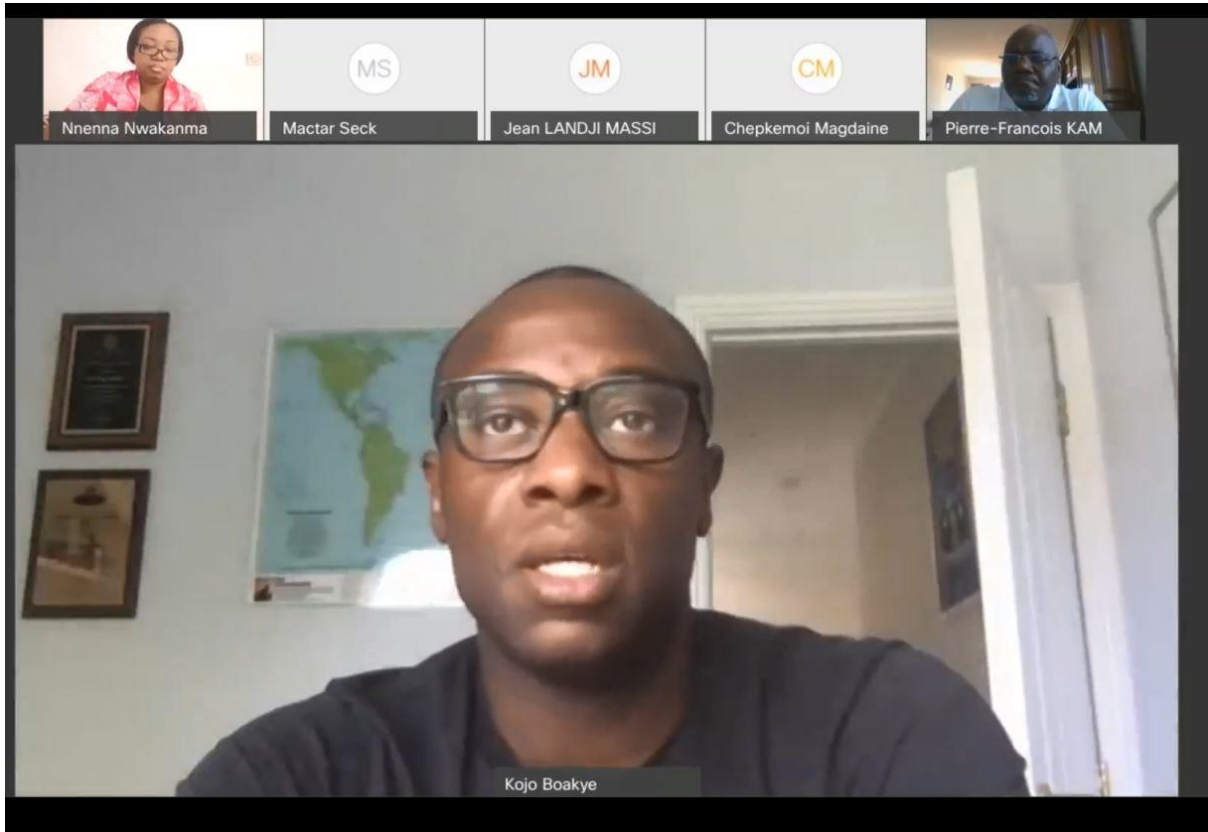 MS
JM
CM
Nnenna Nwakanma
Mactar Seck
Jean LANDJI MASSI
Chepkemoi Magdaine
Pierre-Francois KAM
Kojo Boakye